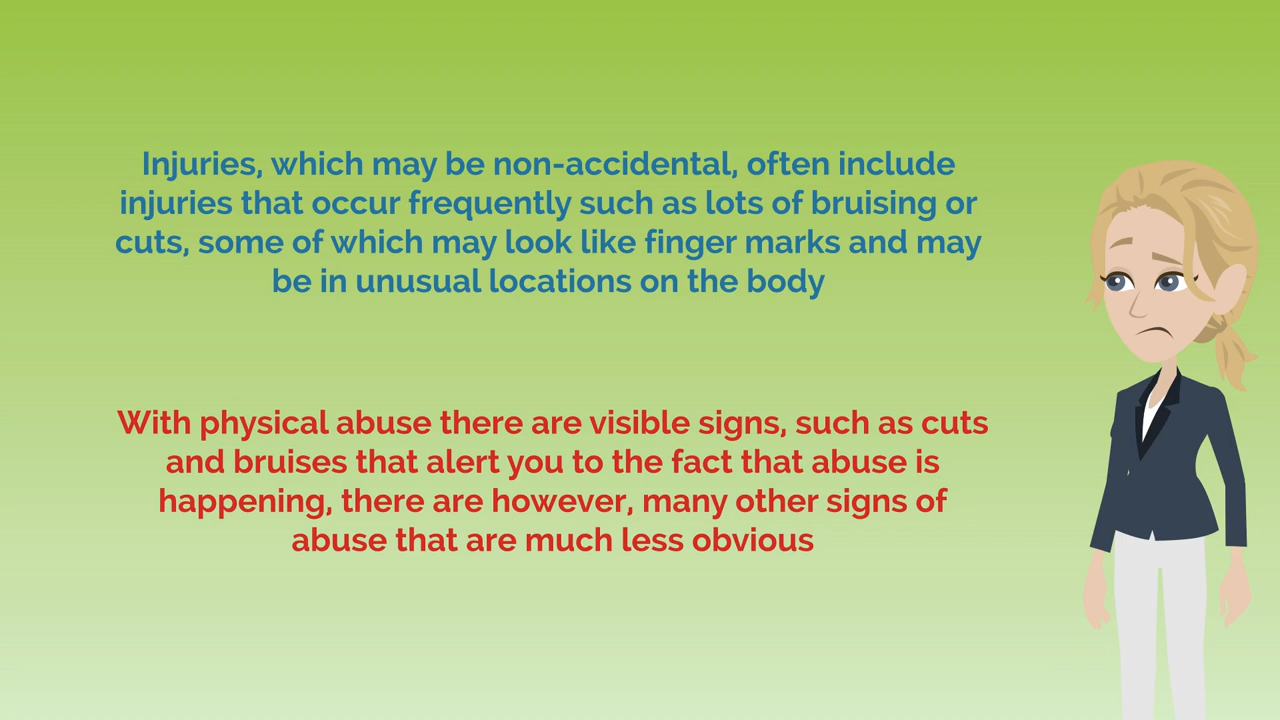 Injuries, which may be non-accidental, often include
injuries that occur frequently such as lots of bruising or
cuts, some of which may look like finger marks and may
be in unusual locations on the body
With physical abuse there are visible signs, such as cuts
and bruises that alert you to the fact that abuse is
happening, there are however, many other signs of
abuse that are much less obvious